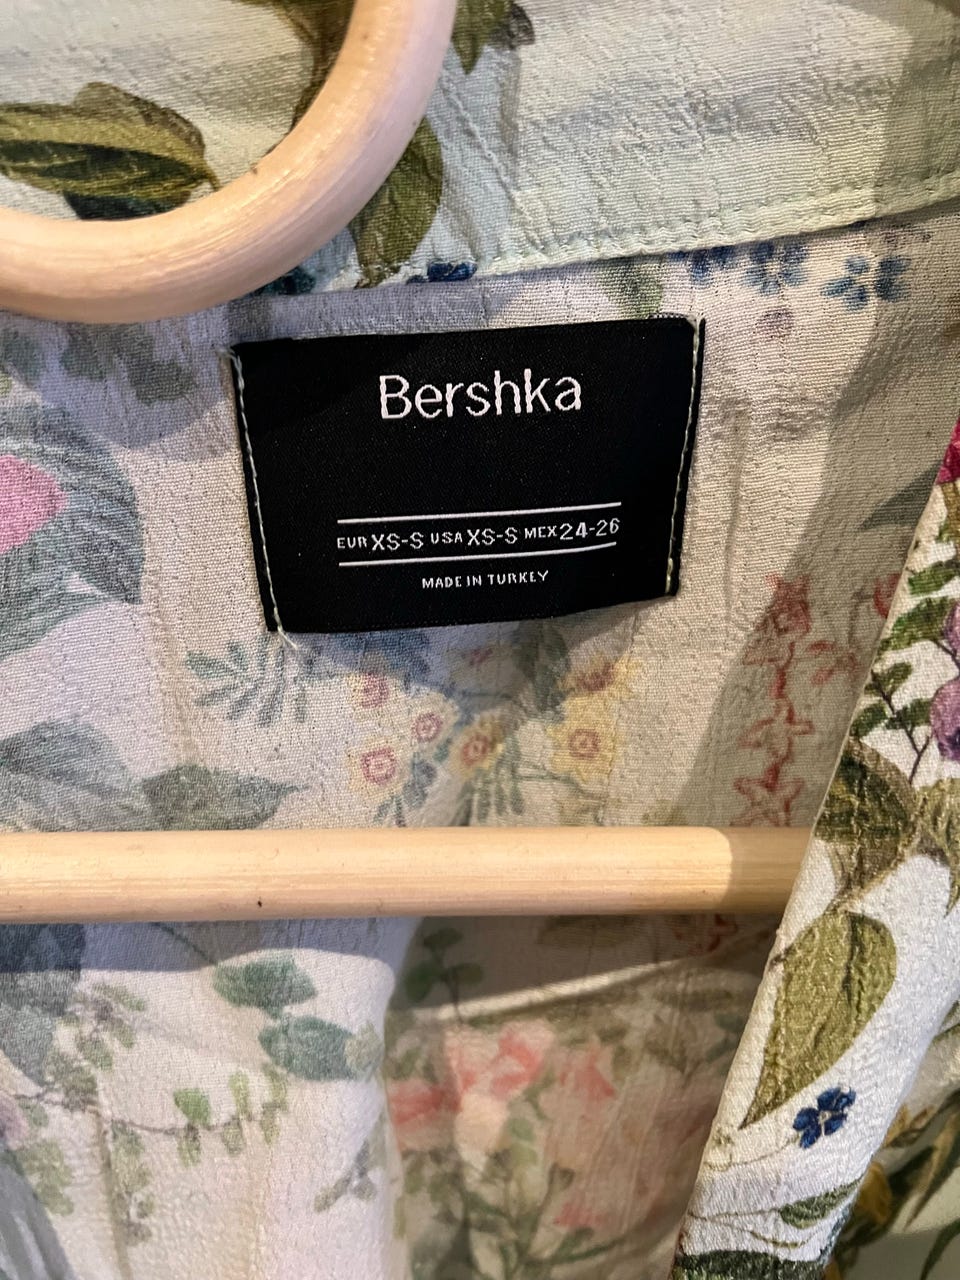 Bershka
EUR XS-S USA XS-S MEX 24-26
MADE IN TURKEY